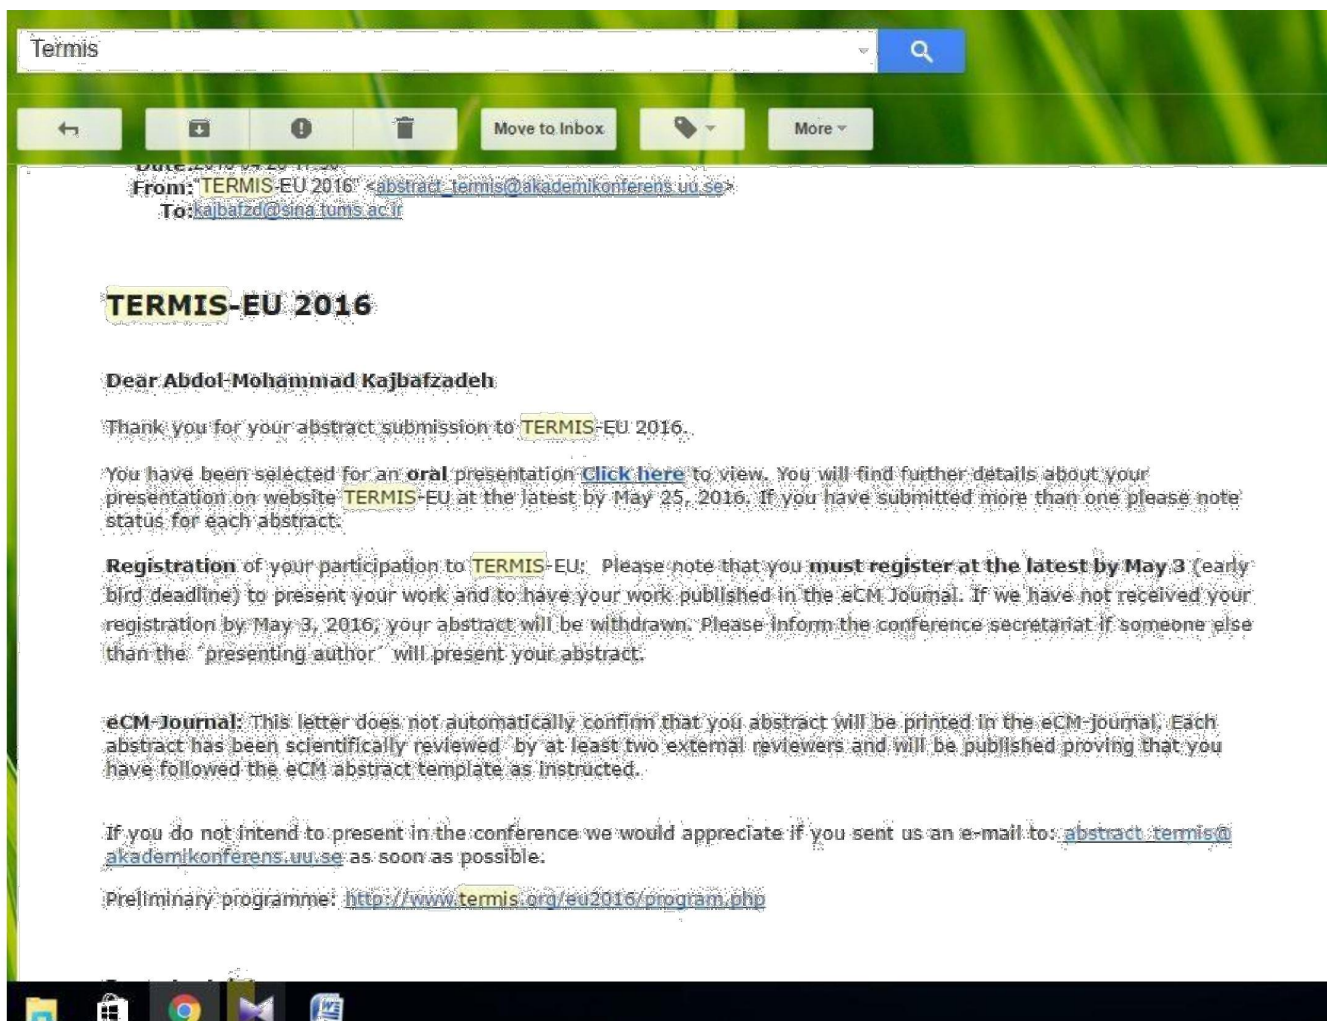 Termis
Move to Inbox
More
From: "TERMIS-EU 2016" <abstract_termis@akademikonferens.uu.se>
To: kajbafzd@sina.tums.ac.ir
TERMIS-EU 2016
Dear Abdol-Mohammad Kajbafzadeh
Thank you for your abstract submission to TERMIS-EU 2016.
You have been selected for an oral presentation Click here to view. You will find further details about your
presentation on website TERMIS-EU at the latest by May 25, 2016. If you have submitted more than one please note
status for each abstract.
Registration of your participation to TERMIS-EU: Please note that you must register at the latest by May 3 (early
bird deadline) to present your work and to have your work published in the eCM Journal. If we have not received your
registration by May 3, 2016, your abstract will be withdrawn. Please inform the conference secretariat if someone else
than the ´presenting author´ will present your abstract.
eCM-Journal: This letter does not automatically confirm that you abstract will be printed in the eCM-journal. Each
abstract has been scientifically reviewed by at least two external reviewers and will be published proving that you
have followed the eCM abstract template as instructed.
If you do not intend to present in the conference we would appreciate if you sent us an e-mail to: abstract_termis@
akademikonferens.uu.se as soon as possible.
Preliminary programme: http://www.termis.org/eu2016/program.php